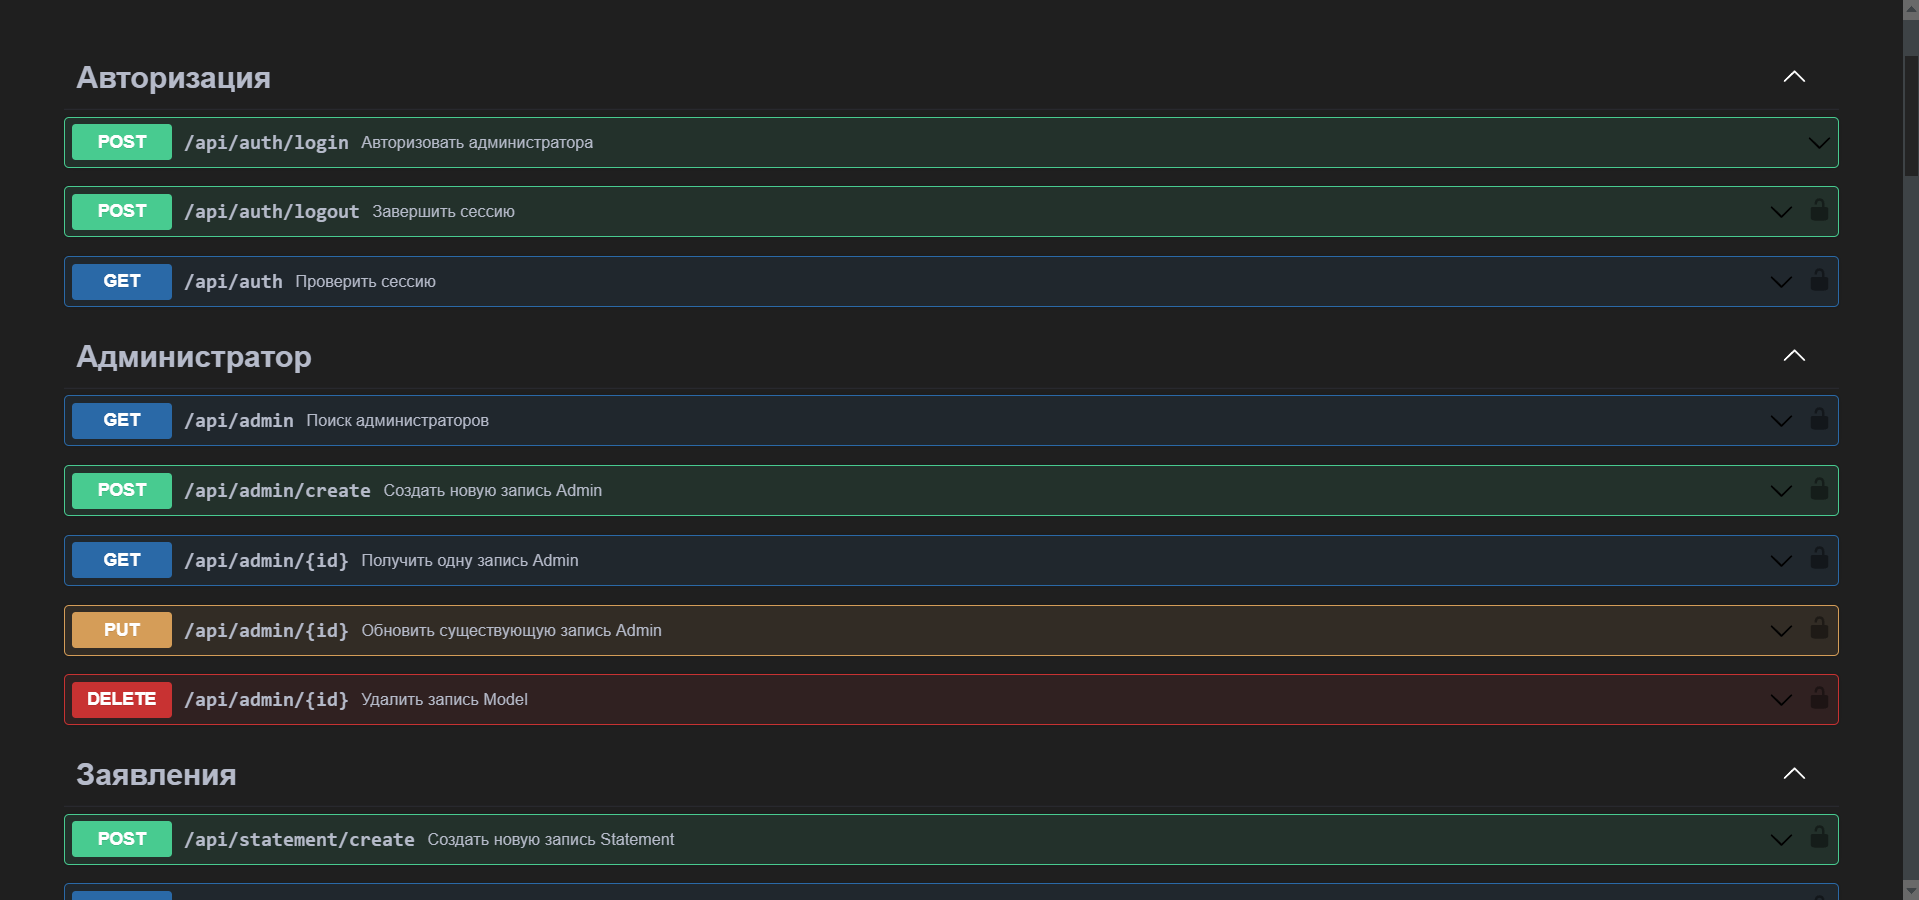 Авторизация
POST /api/auth/login Авторизовать администратора
POST /api/auth/logout Завершить сессию
GET /api/auth Проверить сессию
Администратор
GET /api/admin Поиск администраторов
POST /api/admin/create Создать новую запись Admin
GET /api/admin/{id} Получить одну запись Admin
PUT /api/admin/{id} Обновить существующую запись Admin
DELETE /api/admin/{id} Удалить запись Model
Заявления
POST /api/statement/create Создать новую запись Statement